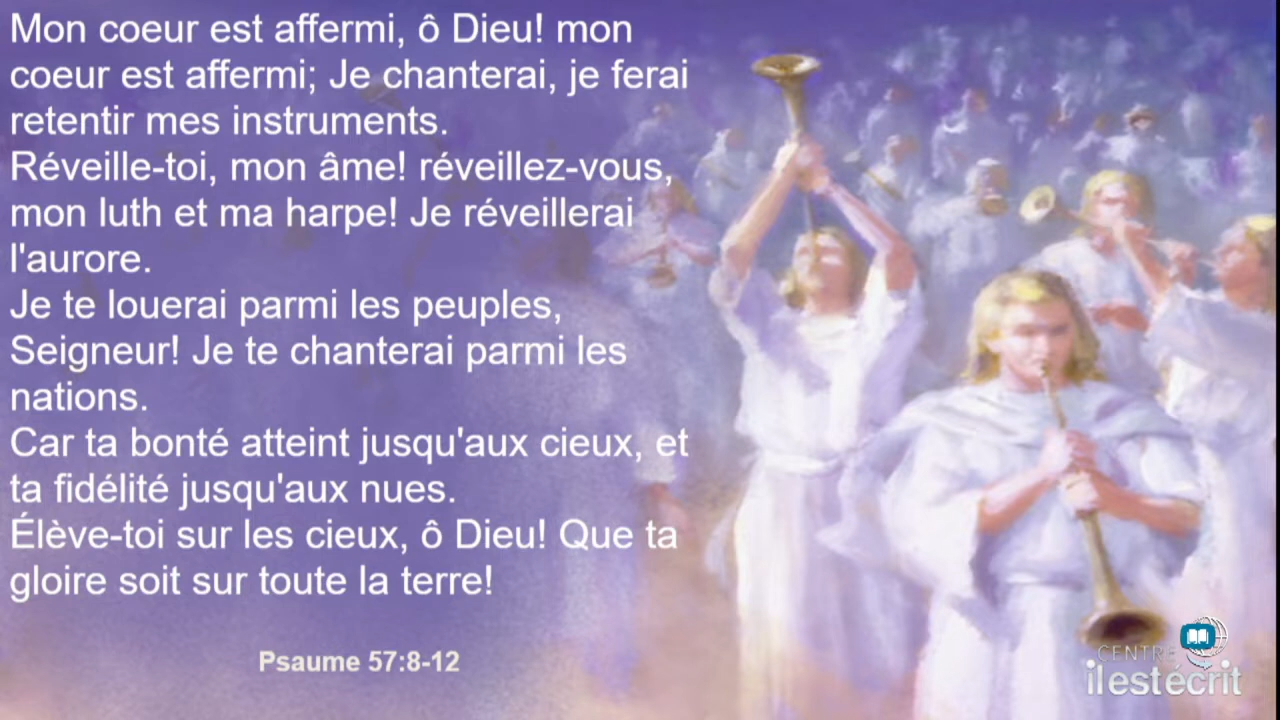 Mon coeur est affermi, ô Dieu! mon
coeur est affermi; Je chanterai, je ferai
retentir mes instruments.
Réveille-toi, mon âme! réveillez-vous,
mon luth et ma harpe! Je réveillerai
l'aurore.
Je te louerai parmi les peuples,
Seigneur! Je te chanterai parmi les
nations.
Car ta bonté atteint jusqu'aux cieux, et
ta fidélité jusqu'aux nues.
Élève-toi sur les cieux, ô Dieu! Que ta
gloire soit sur toute la terre!
Psaume 57:8-12
CENTRE
ilestécrit